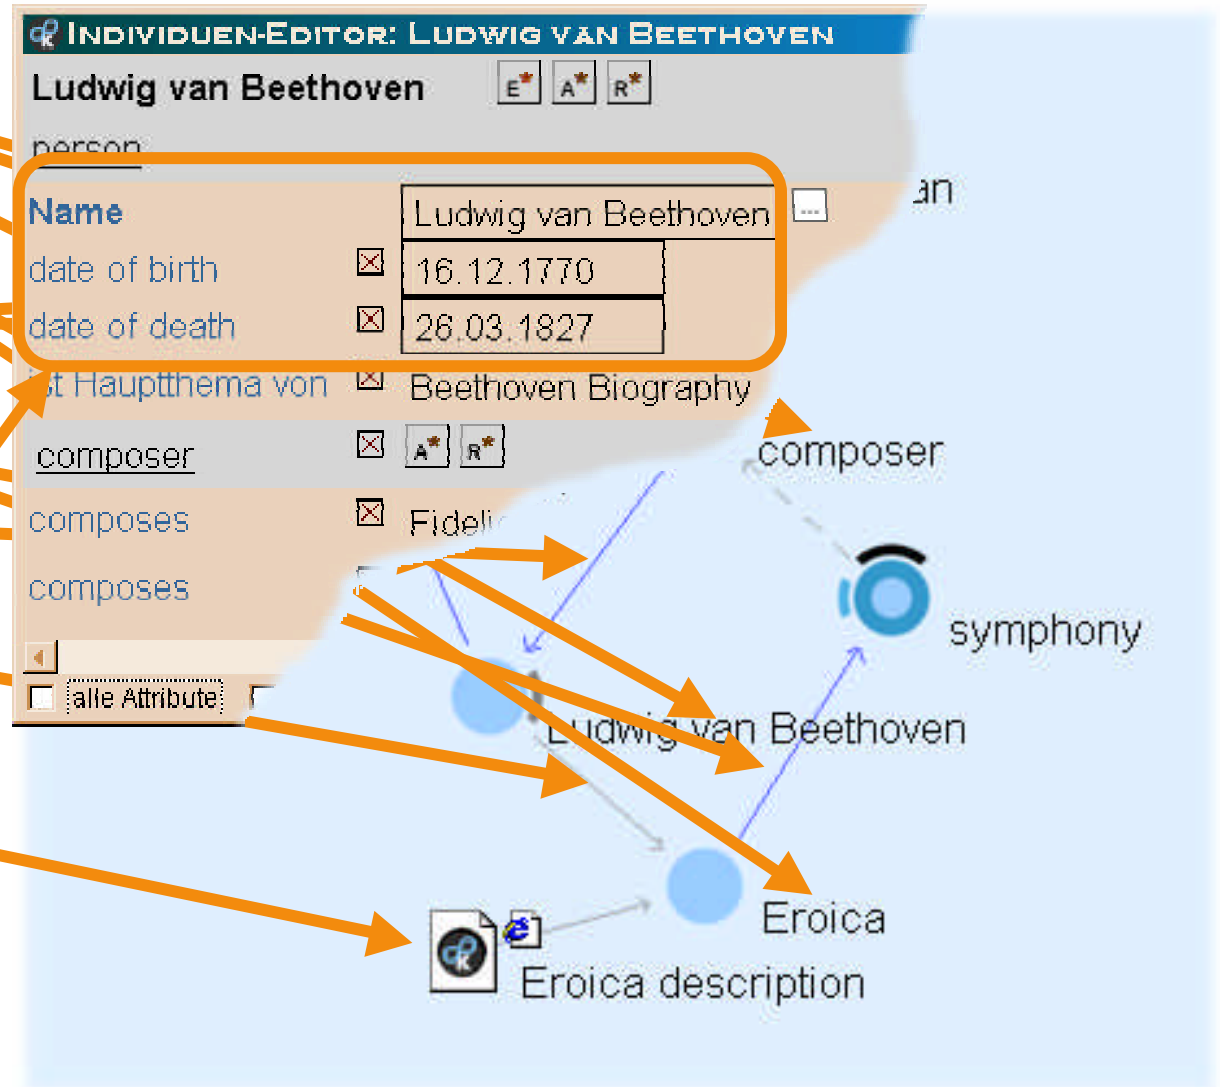 INDIVIDUEN-EDITOR: LUDWIG VAN BEETHOVEN
Ludwig van Beethoven E* A* R*
person
Name Ludwig van Beethoven ...
date of birth 16.12.1770
date of death 26.03.1827
ist Hauptthema von Beethoven Biography
composer A* R*
composes
composes
alle Attribute
composer
symphony
Ludwig van Beethoven
Eroica
Eroica description